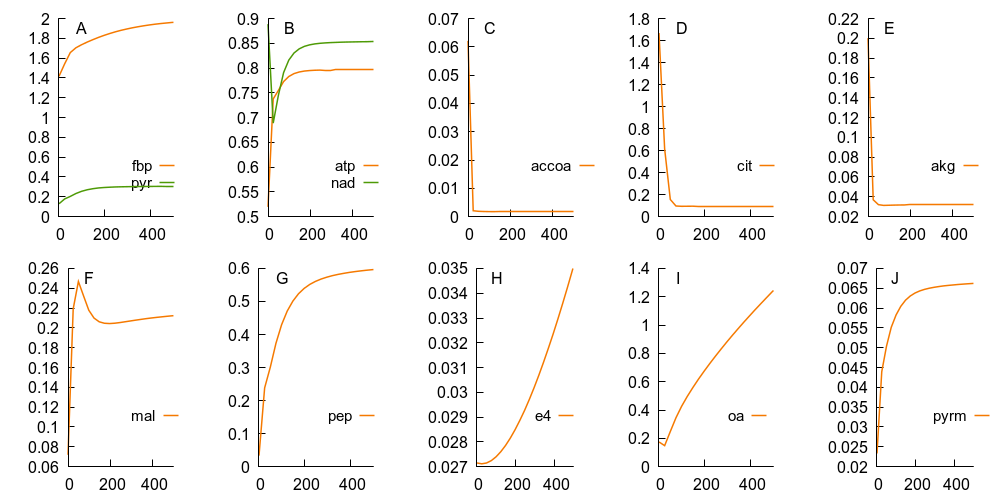 A
2
1.8
1.6
1.4
1.2
1
0.8
0.6
0.4
0.2
0
fbp
pyr
0 200 400
B
0.9
0.85
0.8
0.75
0.7
0.65
0.6
0.55
0.5
atp
nad
0 200 400
C
0.07
0.06
0.05
0.04
0.03
0.02
0.01
0
accoa
0 200 400
D
1.8
1.6
1.4
1.2
1
0.8
0.6
0.4
0.2
0
cit
0 200 400
E
0.22
0.2
0.18
0.16
0.14
0.12
0.1
0.08
0.06
0.04
0.02
akg
0 200 400
F
0.26
0.24
0.22
0.2
0.18
0.16
0.14
0.12
0.1
0.08
0.06
mal
0 200 400
G
0.6
0.5
0.4
0.3
0.2
0.1
0
pep
0 200 400
H
0.035
0.034
0.033
0.032
0.031
0.03
0.029
0.028
0.027
e4
0 200 400
I
1.4
1.2
1
0.8
0.6
0.4
0.2
0
oa
0 200 400
J
0.07
0.065
0.06
0.055
0.05
0.045
0.04
0.035
0.03
0.025
0.02
pyrm
0 200 400